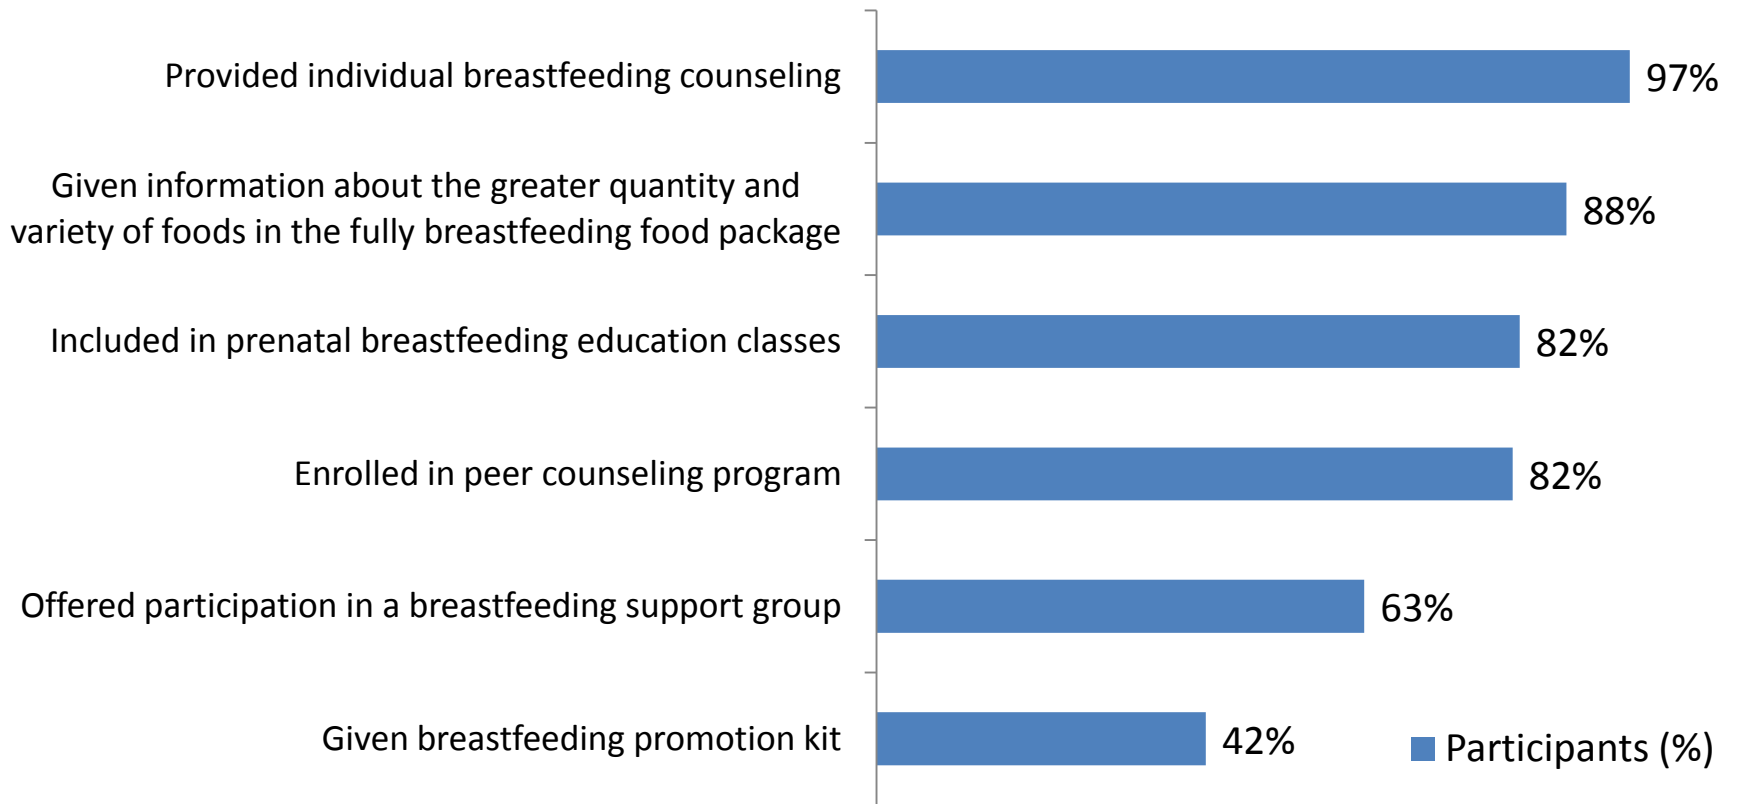 Provided individual breastfeeding counseling
97%
Given information about the greater quantity and
variety of foods in the fully breastfeeding food package
88%
Included in prenatal breastfeeding education classes
82%
Enrolled in peer counseling program
82%
Offered participation in a breastfeeding support group
63%
Given breastfeeding promotion kit
42%
Participants (%)